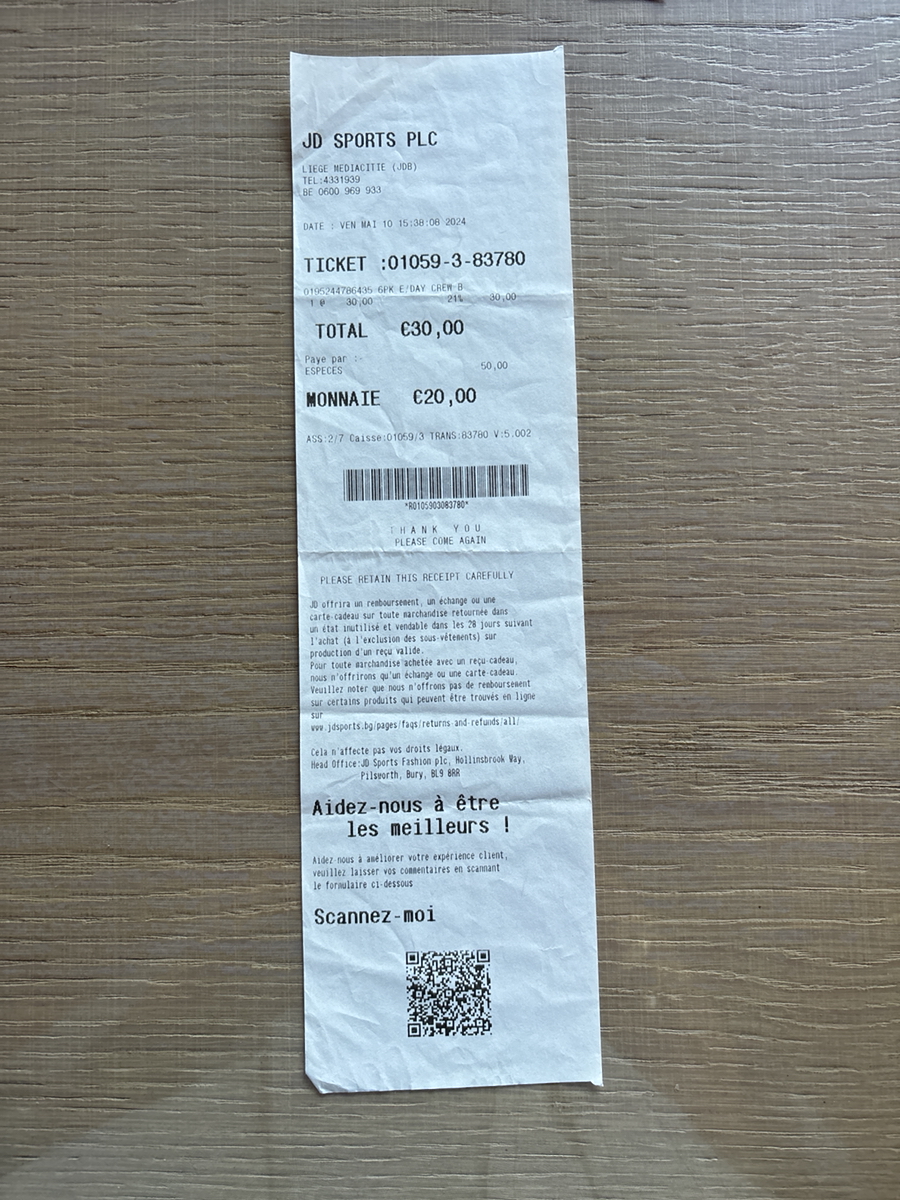 JD SPORTS PLC
LIEGE MEDIACITIE (JDB)
TEL:4331939
BE 0600 969 933
DATE : VEN MAI 10 15:38:08 2024
TICKET :01059-3-83780
0195244786435 6PK E/DAY CREW B
1 @ 30,00 21% 30,00
TOTAL €30,00
Paye par :-
ESPECES 50,00
MONNAIE €20,00
ASS:2/7 Caisse:01059/3 TRANS:83780 V:5.002
*R0105903083780*
THANK YOU
PLEASE COME AGAIN
PLEASE RETAIN THIS RECEIPT CAREFULLY
JD offrira un remboursement, un échange ou une
carte-cadeau sur toute marchandise retournée dans
un état inutilisé et vendable dans les 28 jours suivant
l'achat (à l'exclusion des sous-vêtements) sur
production d'un reçu valide.
Pour toute marchandise achetée avec un reçu-cadeau,
nous n'offrirons qu'un échange ou une carte-cadeau.
Veuillez noter que nous n'offrons pas de remboursement
sur certains produits qui peuvent être trouvés en ligne
sur
www.jdsports.bg/pages/faqs/returns-and-refunds/all/
Cela n'affecte pas vos droits légaux.
Head Office:JD Sports Fashion plc, Hollinsbrook Way,
Pilsworth, Bury, BL9 8RR
Aidez-nous à être
les meilleurs !
Aidez-nous à améliorer votre expérience client,
veuillez laisser vos commentaires en scannant
le formulaire ci-dessous
Scannez-moi